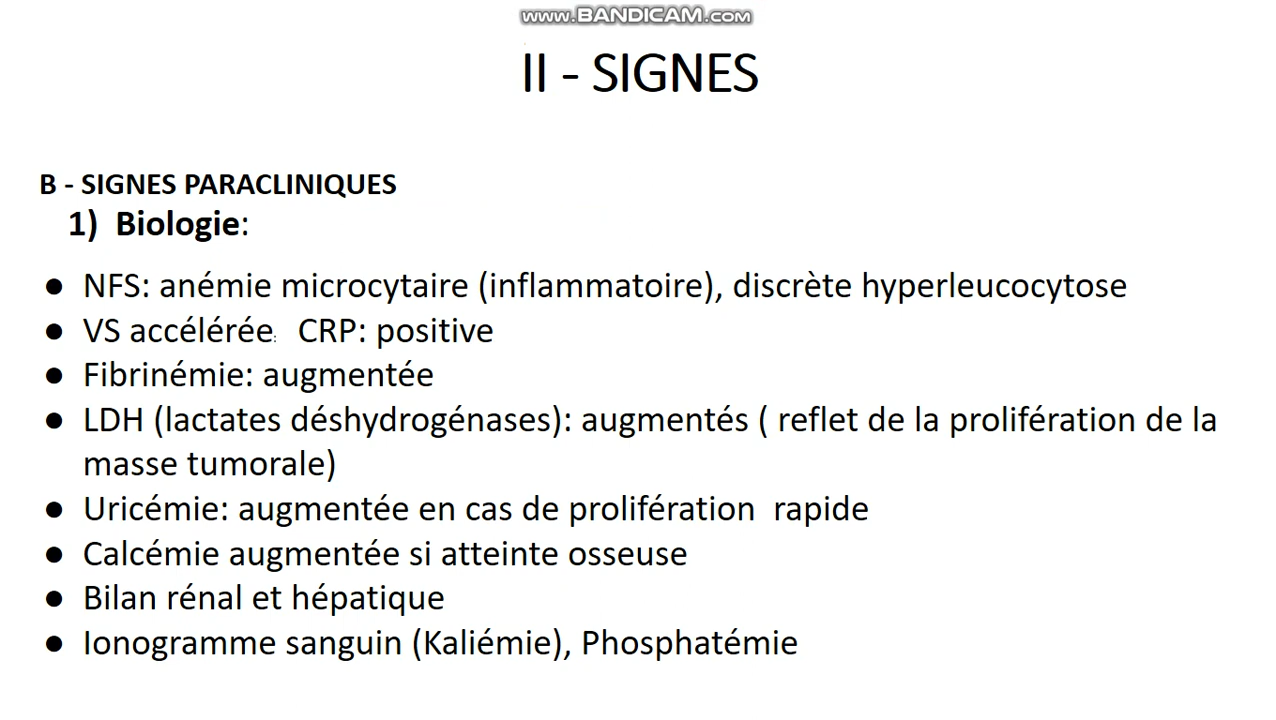 www.BANDICAM.com
II - SIGNES
B - SIGNES PARACLINIQUES
1) Biologie:
● NFS: anémie microcytaire (inflammatoire), discrète hyperleucocytose
● VS accélérée: CRP: positive
● Fibrinémie: augmentée
● LDH (lactates déshydrogénases): augmentés ( reflet de la prolifération de la
masse tumorale)
● Uricémie: augmentée en cas de prolifération rapide
● Calcémie augmentée si atteinte osseuse
● Bilan rénal et hépatique
● Ionogramme sanguin (Kaliémie), Phosphatémie